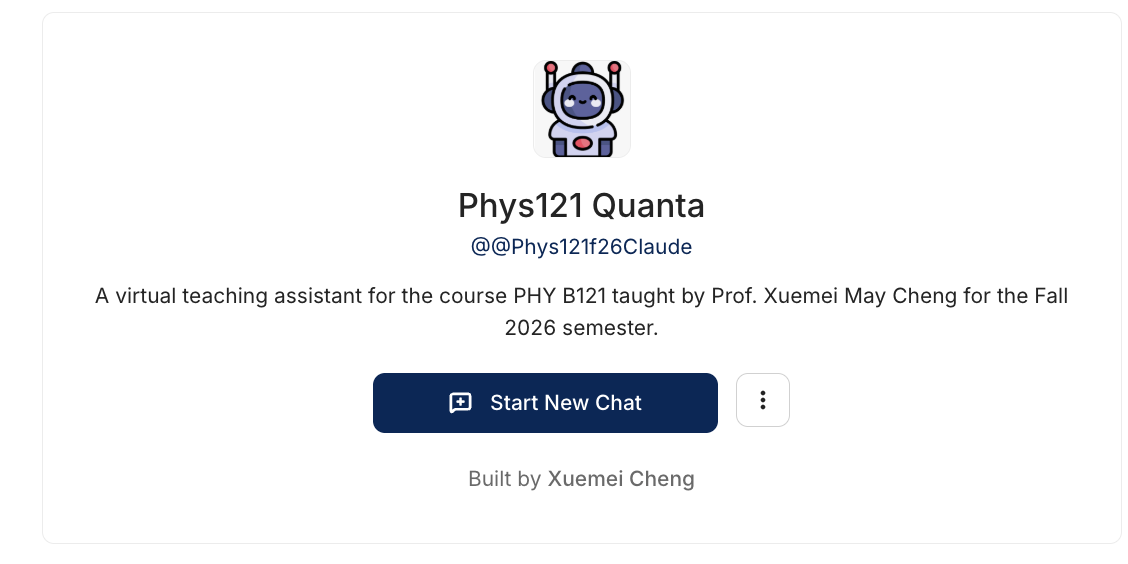 Phys121 Quanta
@@Phys121f26Claude
A virtual teaching assistant for the course PHY B121 taught by Prof. Xuemei May Cheng for the Fall
2026 semester.
Start New Chat
Built by Xuemei Cheng